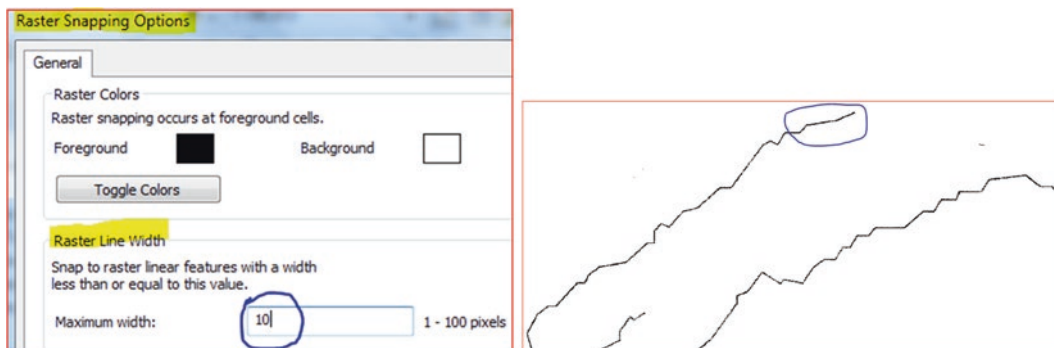 Raster Snapping Options
General
Raster Colors
Raster snapping occurs at foreground cells.
Foreground Background
Toggle Colors
Raster Line Width
Snap to raster linear features with a width
less than or equal to this value.
Maximum width: 10 1 - 100 pixels